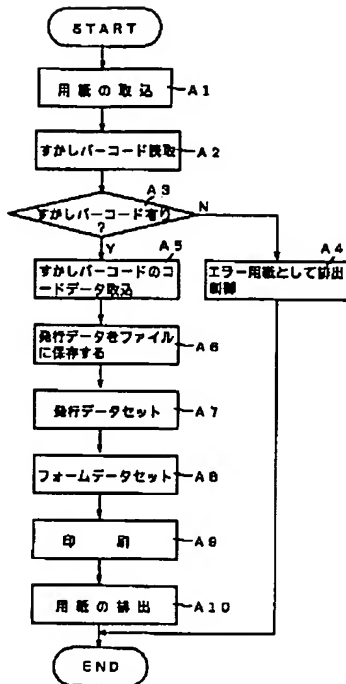 START
用紙の取込
A1
すかしバーコード読取
A2
A3
すかしバーコード有り
?
N
Y
A5
すかしバーコードのコ
ードデータ取込
A4
エラー用紙として排出
制御
発行データをファイル
に保存する
A6
発行データセット
A7
フォームデータセット
A8
印刷
A9
用紙の排出
A10
END